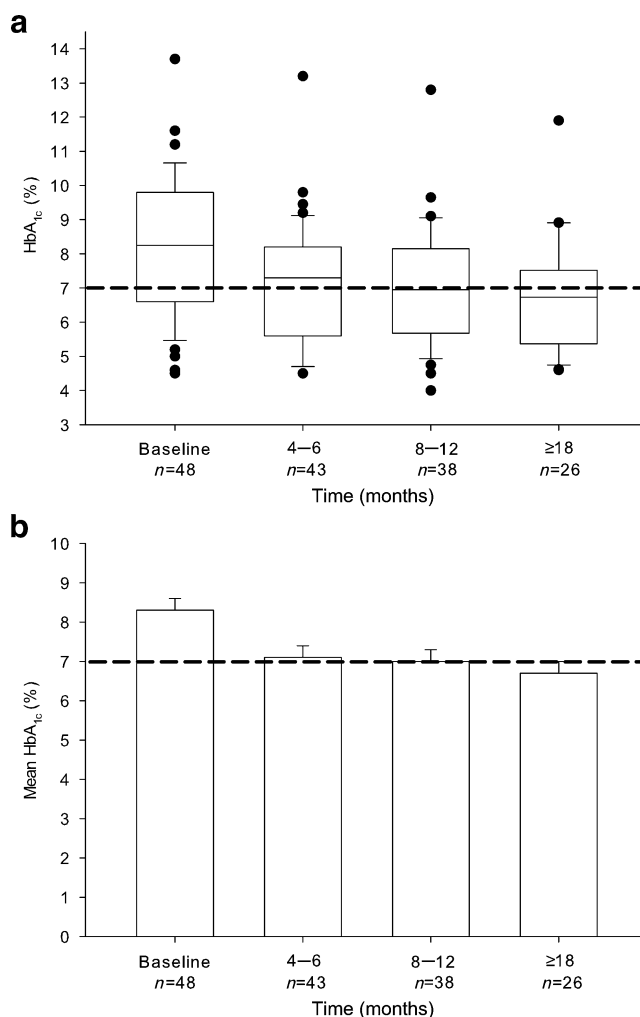 a
14
13
12
11
10
9
8
7
6
5
4
3
HbA1c (%)
Baseline 4–6 8–12 ≥18
n=48 n=43 n=38 n=26
Time (months)
b
10
9
8
7
6
5
4
3
2
1
0
Mean HbA1c (%)
Baseline 4–6 8–12 ≥18
n=48 n=43 n=38 n=26
Time (months)